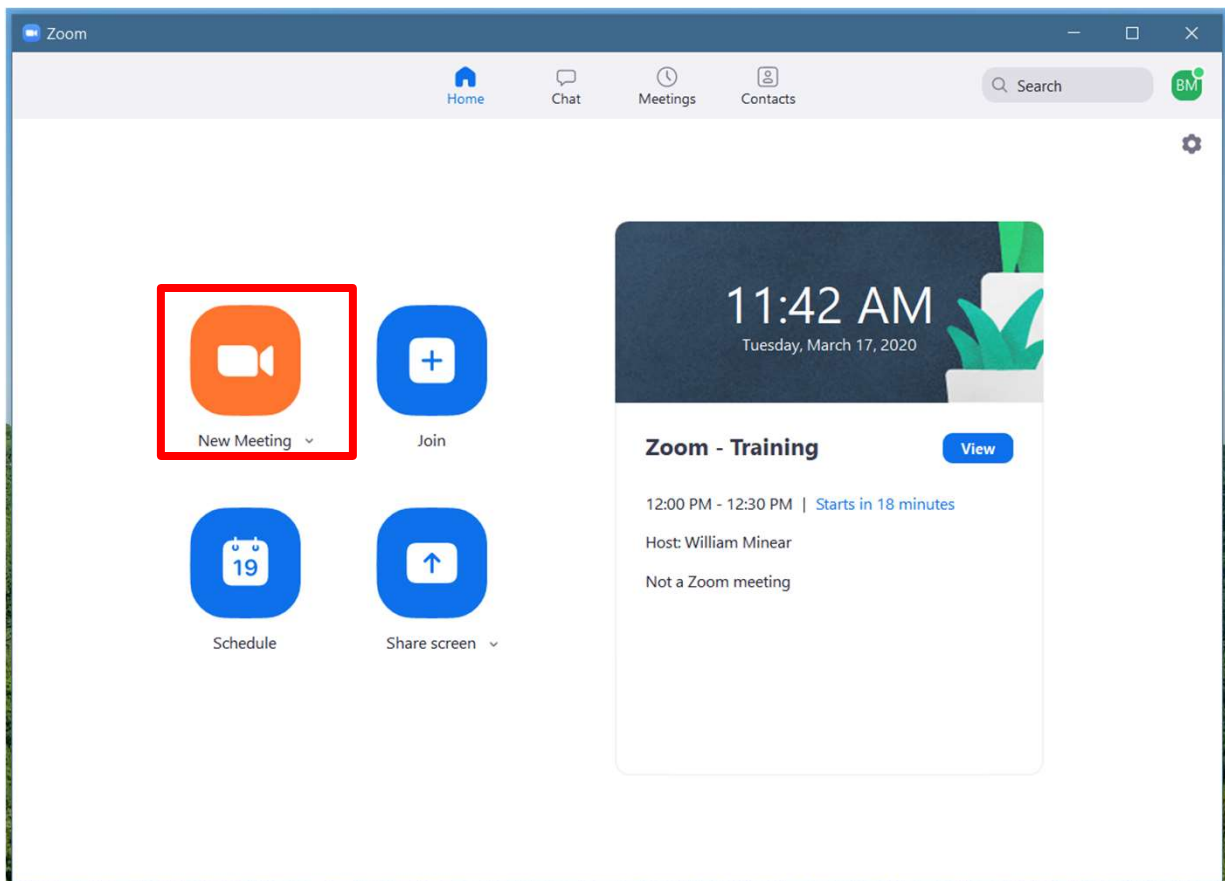 Zoom
Home Chat Meetings Contacts
Search
BM
11:42 AM
Tuesday, March 17, 2020
New Meeting
Join
19
Schedule
Share screen
Zoom - Training
View
12:00 PM - 12:30 PM | Starts in 18 minutes
Host: William Minear
Not a Zoom meeting